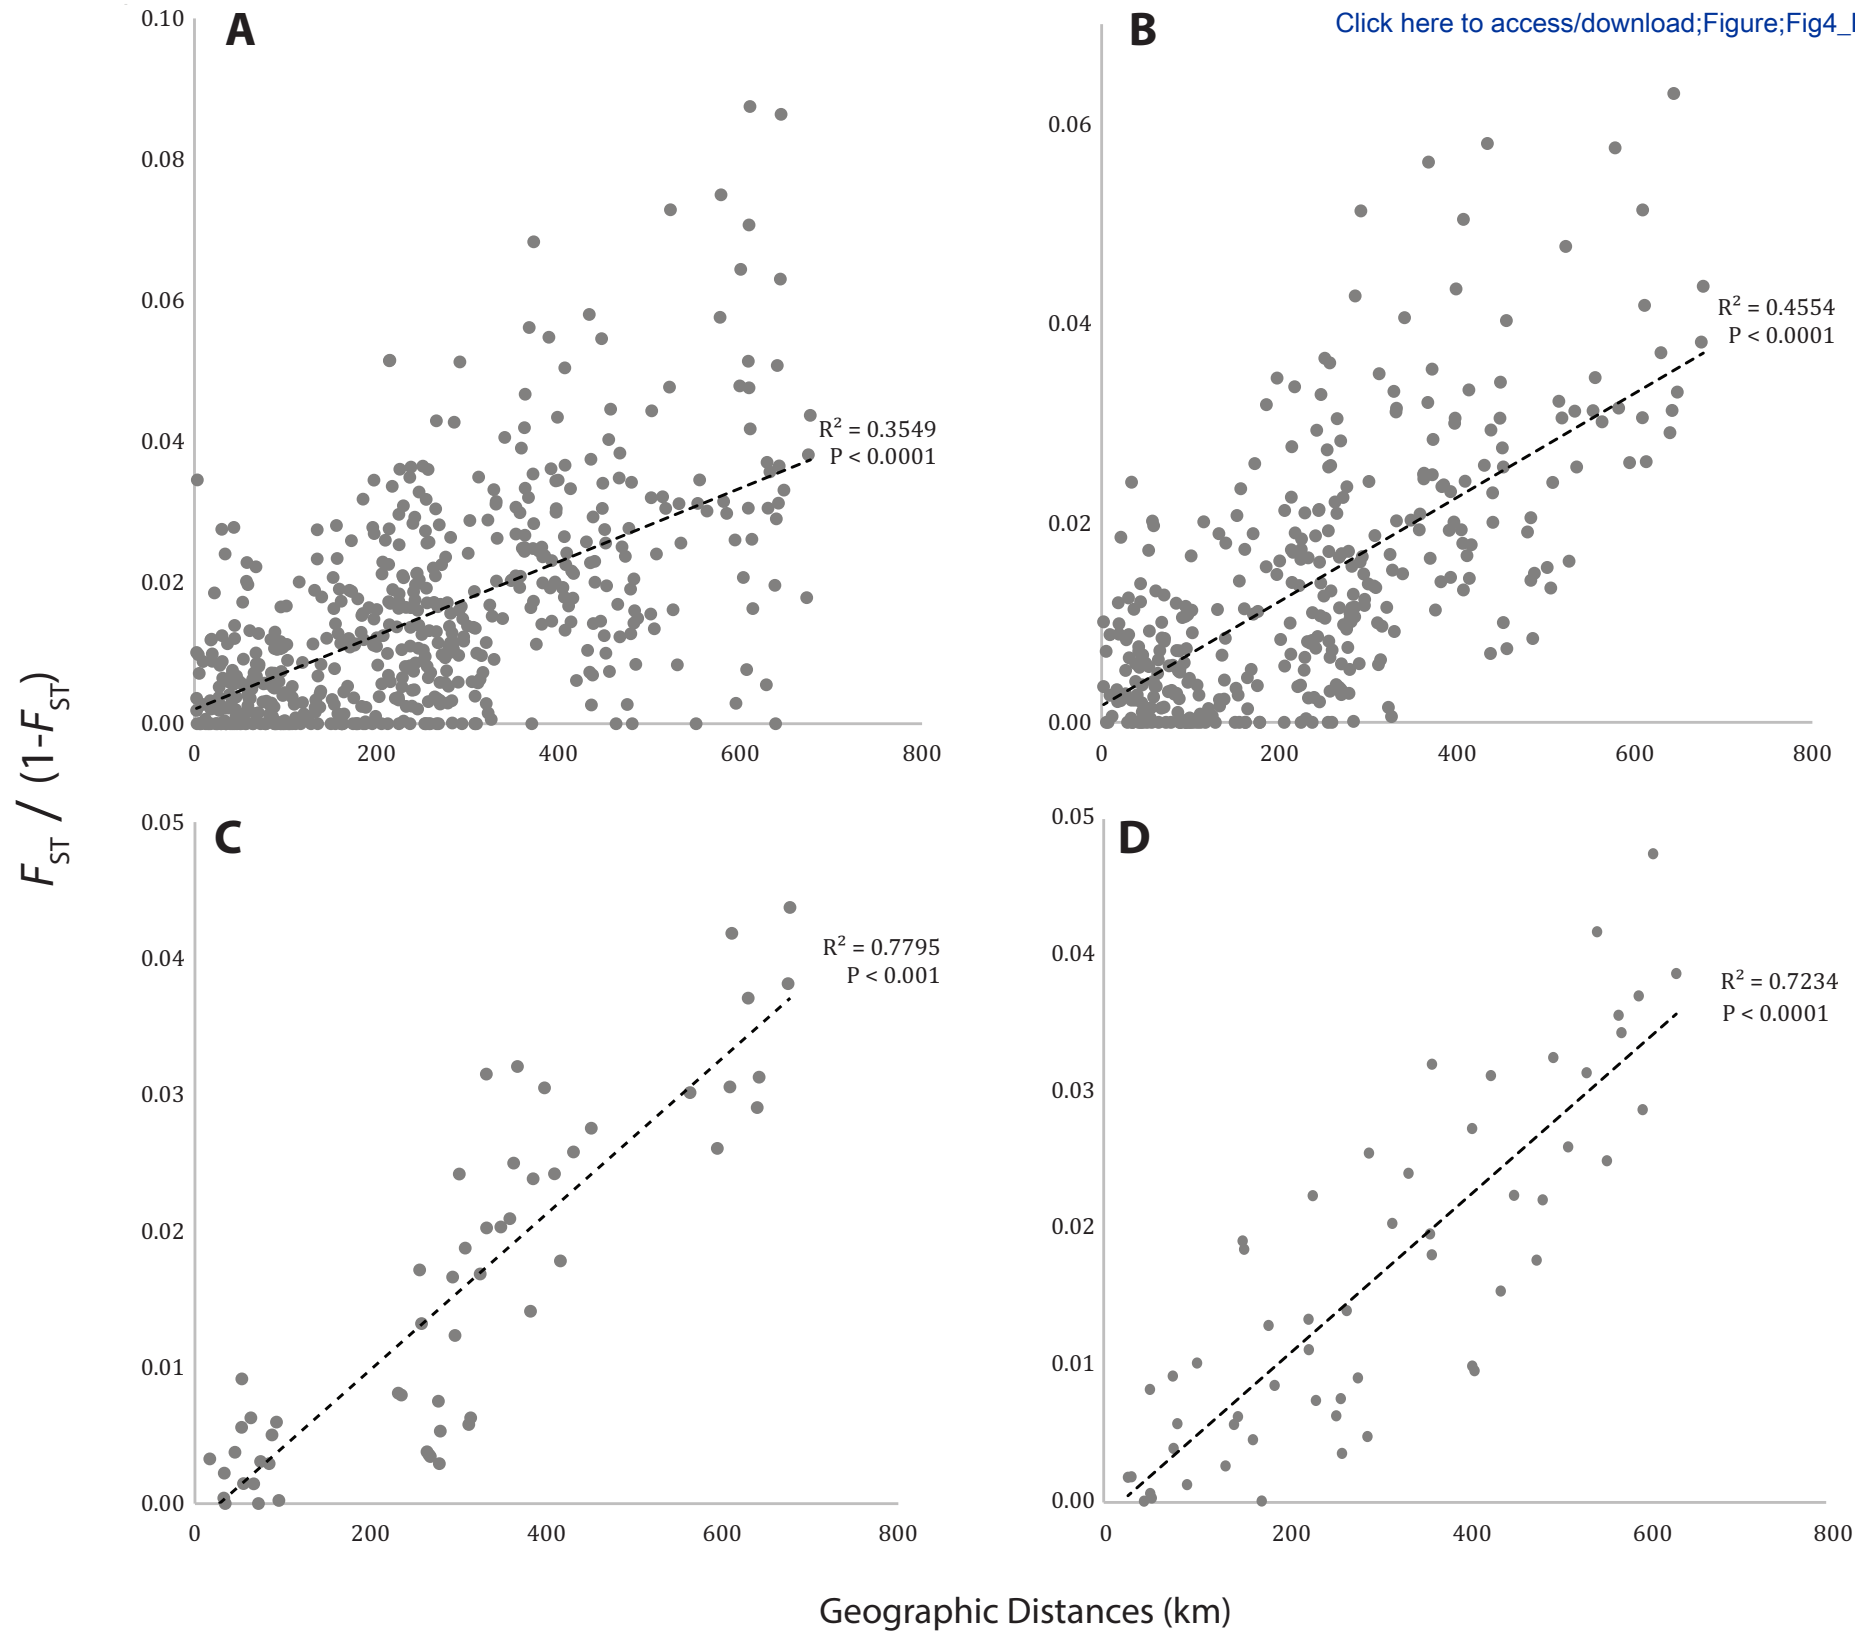 Click here to access/download;Figure;Fig4_
A
0.10
0.08
0.06
0.04
0.02
0.00
0 200 400 600 800
R² = 0.3549
P < 0.0001
B
0.06
0.04
0.02
0.00
0 200 400 600 800
R² = 0.4554
P < 0.0001
FST / (1-FST)
C
0.05
0.04
0.03
0.02
0.01
0.00
0 200 400 600 800
R² = 0.7795
P < 0.001
D
0.05
0.04
0.03
0.02
0.01
0.00
0 200 400 600 800
R² = 0.7234
P < 0.0001
Geographic Distances (km)